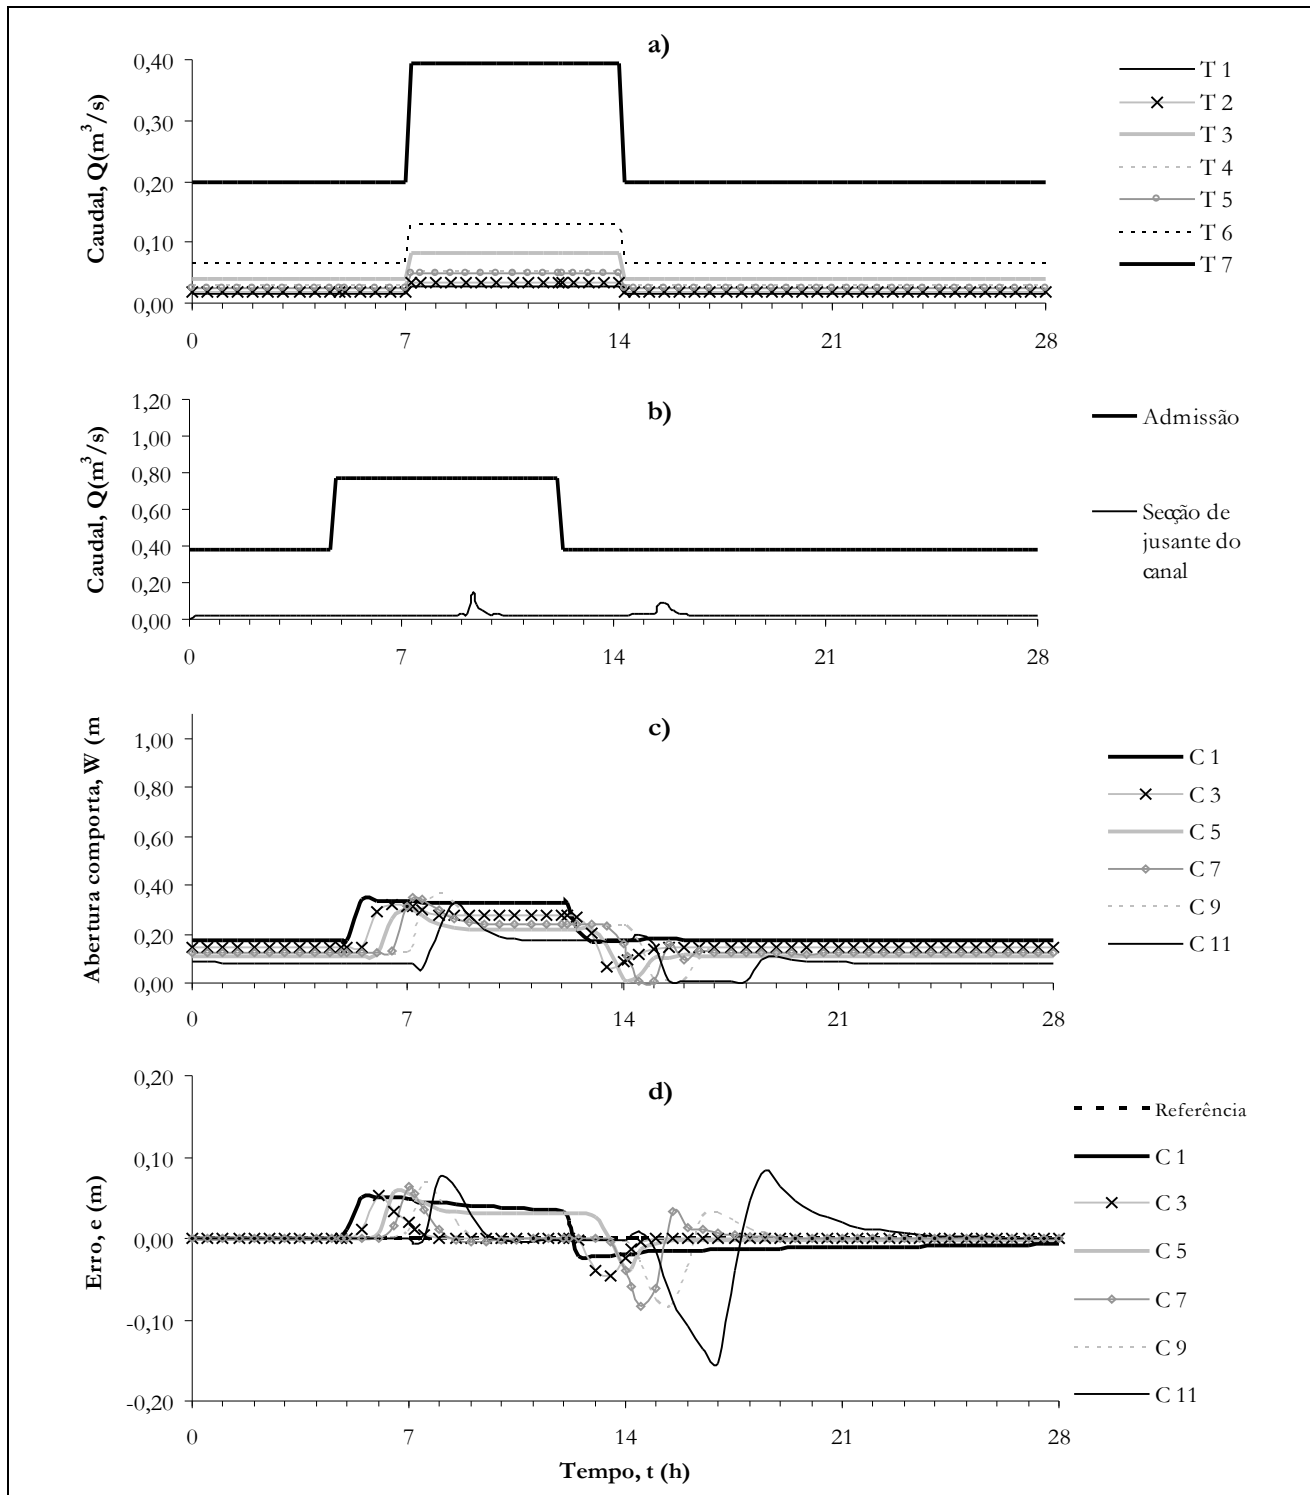 a)
Caudal, Q(m³/s)
0,40
0,30
0,20
0,10
0,00
0 7 14 21 28
T 1
T 2
T 3
T 4
T 5
T 6
T 7
b)
Caudal, Q(m³/s)
1,20
1,00
0,80
0,60
0,40
0,20
0,00
0 7 14 21 28
Admissão
Secção de
jusante do
canal
c)
Abertura comporta, W (m
1,00
0,80
0,60
0,40
0,20
0,00
0 7 14 21 28
C 1
C 3
C 5
C 7
C 9
C 11
d)
Erro, e (m)
0,20
0,10
0,00
-0,10
-0,20
0 7 14 21 28
Tempo, t (h)
Referência
C 1
C 3
C 5
C 7
C 9
C 11